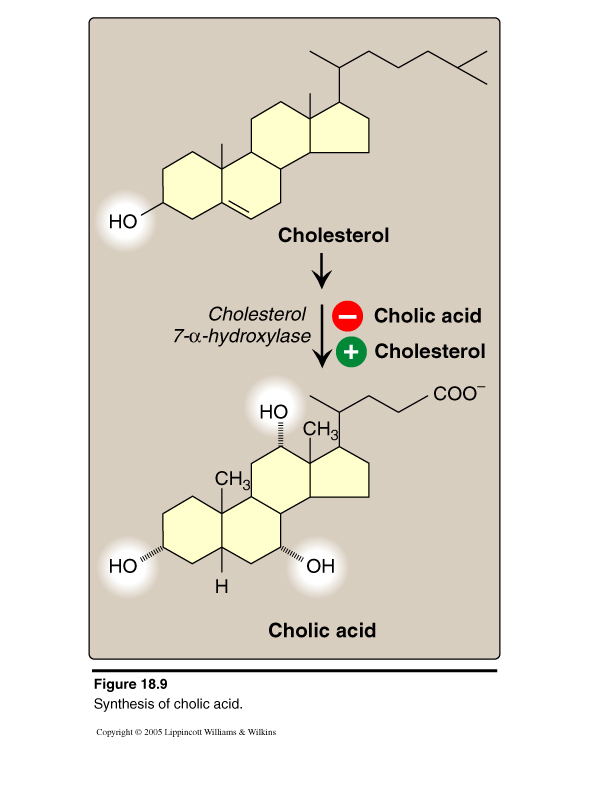 HO
Cholesterol
Cholesterol
7-α-hydroxylase
− Cholic acid
+ Cholesterol
COO−
HO
CH3
CH3
HO
OH
H
Cholic acid
Figure 18.9
Synthesis of cholic acid.
Copyright © 2005 Lippincott Williams & Wilkins